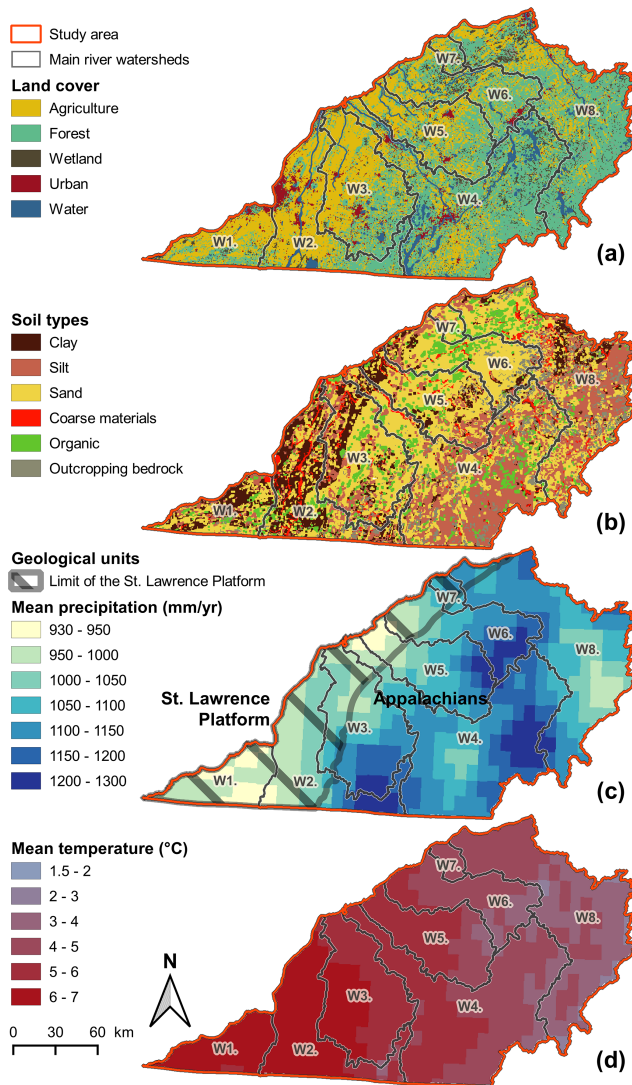 Study area
Main river watersheds
Land cover
Agriculture
Forest
Wetland
Urban
Water
W7.
W6.
W8.
W5.
W3.
W4.
W1.
W2.
(a)
Soil types
Clay
Silt
Sand
Coarse materials
Organic
Outcropping bedrock
W7.
W6.
W8.
W5.
W3.
W4.
W1.
W2.
(b)
Geological units
Limit of the St. Lawrence Platform
Mean precipitation (mm/yr)
930 - 950
950 - 1000
1000 - 1050
1050 - 1100
1100 - 1150
1150 - 1200
1200 - 1300
W7.
W6.
W8.
W5.
St. Lawrence
Platform
Appalachians
W3.
W4.
W1.
W2.
(c)
Mean temperature (°C)
1.5 - 2
2 - 3
3 - 4
4 - 5
5 - 6
6 - 7
W7.
W6.
W8.
W5.
W3.
W4.
W1.
W2.
(d)
N
0 30 60 km